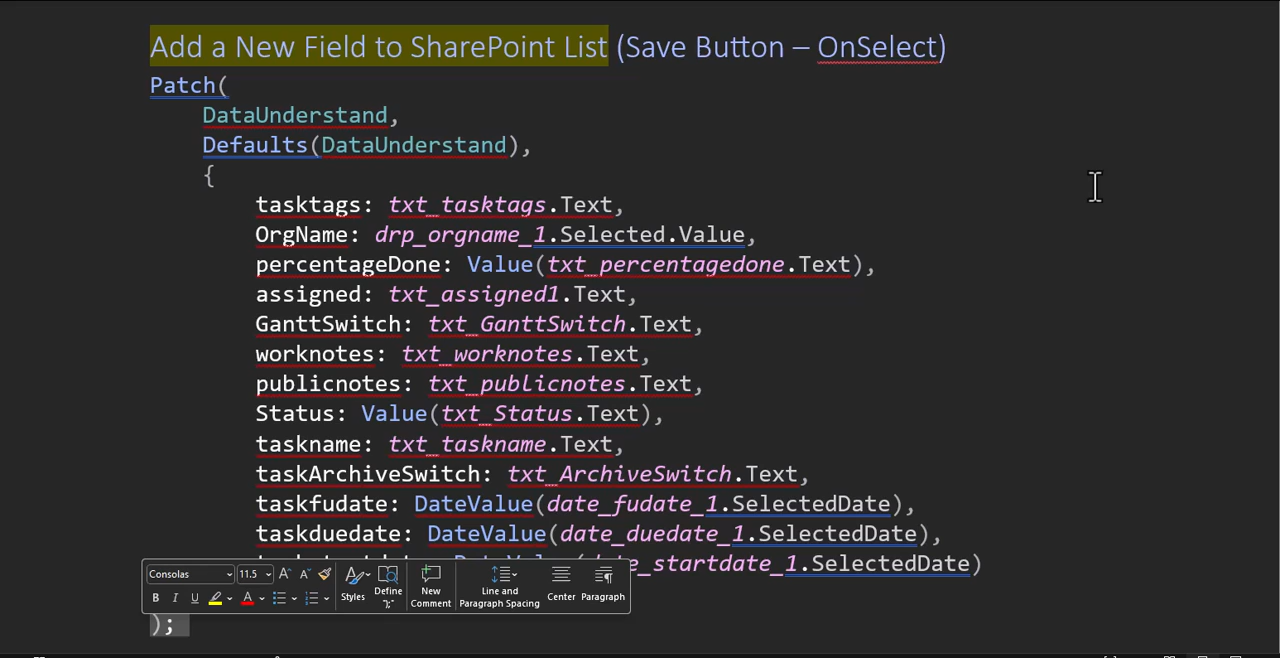 Add a New Field to SharePoint List (Save Button – OnSelect)
Patch(
DataUnderstand,
Defaults(DataUnderstand),
{
tasktags: txt_tasktags.Text,
OrgName: drp_orgname_1.Selected.Value,
percentageDone: Value(txt_percentagedone.Text),
assigned: txt_assigned1.Text,
GanttSwitch: txt_GanttSwitch.Text,
worknotes: txt_worknotes.Text,
publicnotes: txt_publicnotes.Text,
Status: Value(txt_Status.Text),
taskname: txt_taskname.Text,
taskArchiveSwitch: txt_ArchiveSwitch.Text,
taskfudate: DateValue(date_fudate_1.SelectedDate),
taskduedate: DateValue(date_duedate_1.SelectedDate),
_startdate_1.SelectedDate)
Consolas 11.5 A A
Styles Define New Comment Line and Paragraph Spacing Center Paragraph
B I U A
);